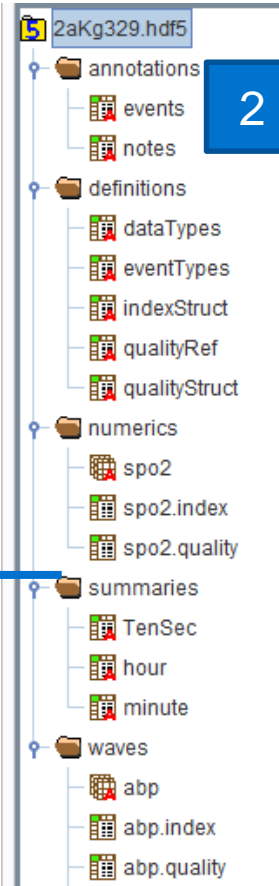 2aKg329.hdf5
annotations
events
2
notes
definitions
dataTypes
eventTypes
indexStruct
qualityRef
qualityStruct
numerics
spo2
spo2.index
spo2.quality
summaries
TenSec
hour
minute
waves
abp
abp.index
abp.quality